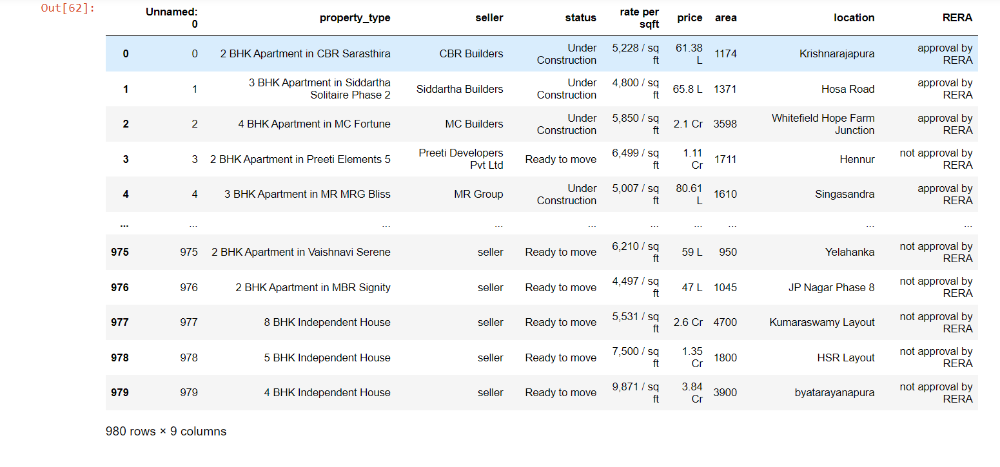 Out[62]:
Unnamed: 0 property_type seller status rate per sqft price area location RERA
0 0 2 BHK Apartment in CBR Sarasthira CBR Builders Under Construction 5,228 / sq ft 61.38 L 1174 Krishnarajapura approval by RERA
1 1 3 BHK Apartment in Siddartha Solitaire Phase 2 Siddartha Builders Under Construction 4,800 / sq ft 65.8 L 1371 Hosa Road approval by RERA
2 2 4 BHK Apartment in MC Fortune MC Builders Under Construction 5,850 / sq ft 2.1 Cr 3598 Whitefield Hope Farm Junction approval by RERA
3 3 2 BHK Apartment in Preeti Elements 5 Preeti Developers Pvt Ltd Ready to move 6,499 / sq ft 1.11 Cr 1711 Hennur not approval by RERA
4 4 3 BHK Apartment in MR MRG Bliss MR Group Under Construction 5,007 / sq ft 80.61 L 1610 Singasandra approval by RERA
... ... ... ... ... ... ... ... ... ...
975 975 2 BHK Apartment in Vaishnavi Serene seller Ready to move 6,210 / sq ft 59 L 950 Yelahanka not approval by RERA
976 976 2 BHK Apartment in MBR Signity seller Ready to move 4,497 / sq ft 47 L 1045 JP Nagar Phase 8 not approval by RERA
977 977 8 BHK Independent House seller Ready to move 5,531 / sq ft 2.6 Cr 4700 Kumaraswamy Layout not approval by RERA
978 978 5 BHK Independent House seller Ready to move 7,500 / sq ft 1.35 Cr 1800 HSR Layout not approval by RERA
979 979 4 BHK Independent House seller Ready to move 9,871 / sq ft 3.84 Cr 3900 byatarayanapura not approval by RERA
980 rows × 9 columns